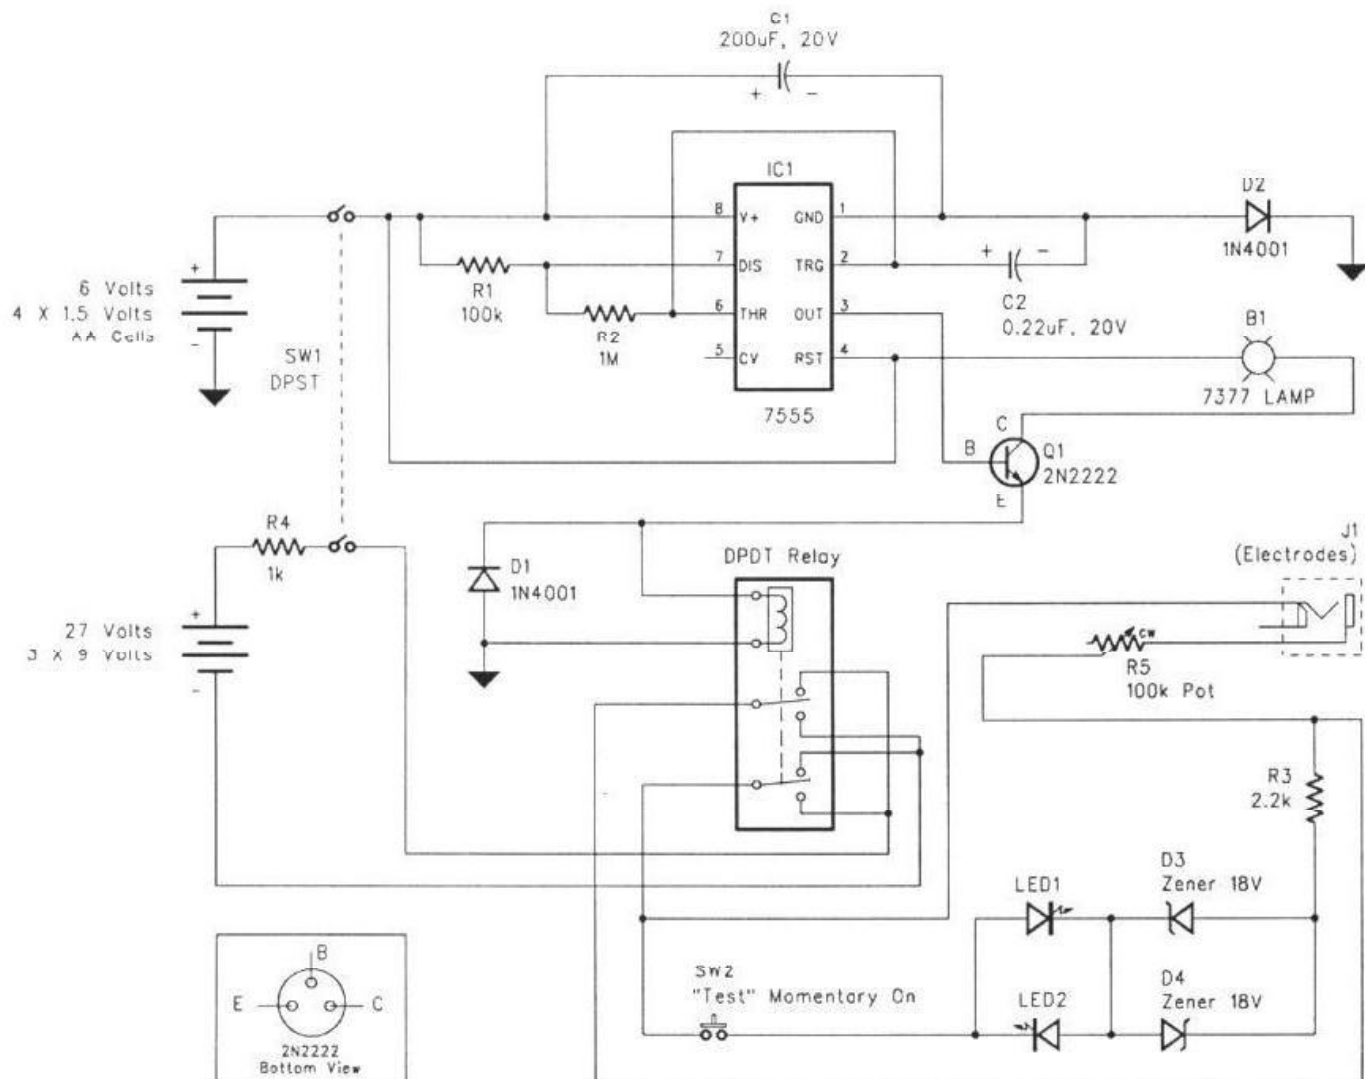 C1
200uF, 20V
+ -
IC1
8 V+ GND 1
7 DIS TRG 2
6 THR OUT 3
5 CV RST 4
7555
D2
1N4001
+
6 Volts
4 X 1.5 Volts
AA Cells
-
R1
100k
R2
1M
+ -
C2
0.22uF, 20V
B1
7377 LAMP
SW1
DPST
C
B
Q1
2N2222
E
R4
1k
D1
1N4001
DPDT Relay
J1
(Electrodes)
+
27 Volts
3 X 9 Volts
-
CW
R5
100k Pot
R3
2.2k
LED1
D3
Zener 18V
SW2
"Test" Momentary On
LED2
D4
Zener 18V
B
E
C
2N2222
Bottom View